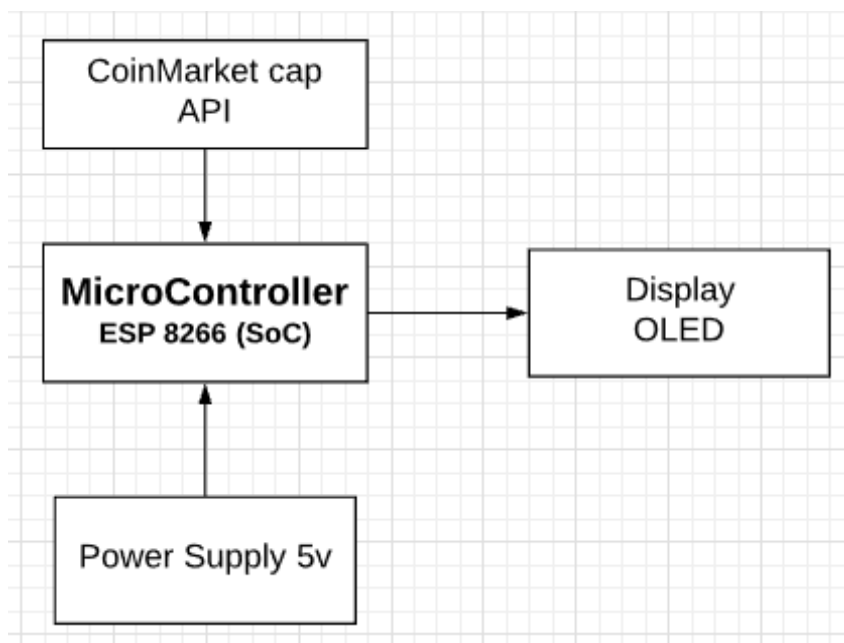 CoinMarket cap
API
MicroController
ESP 8266 (SoC)
Display
OLED
Power Supply 5v